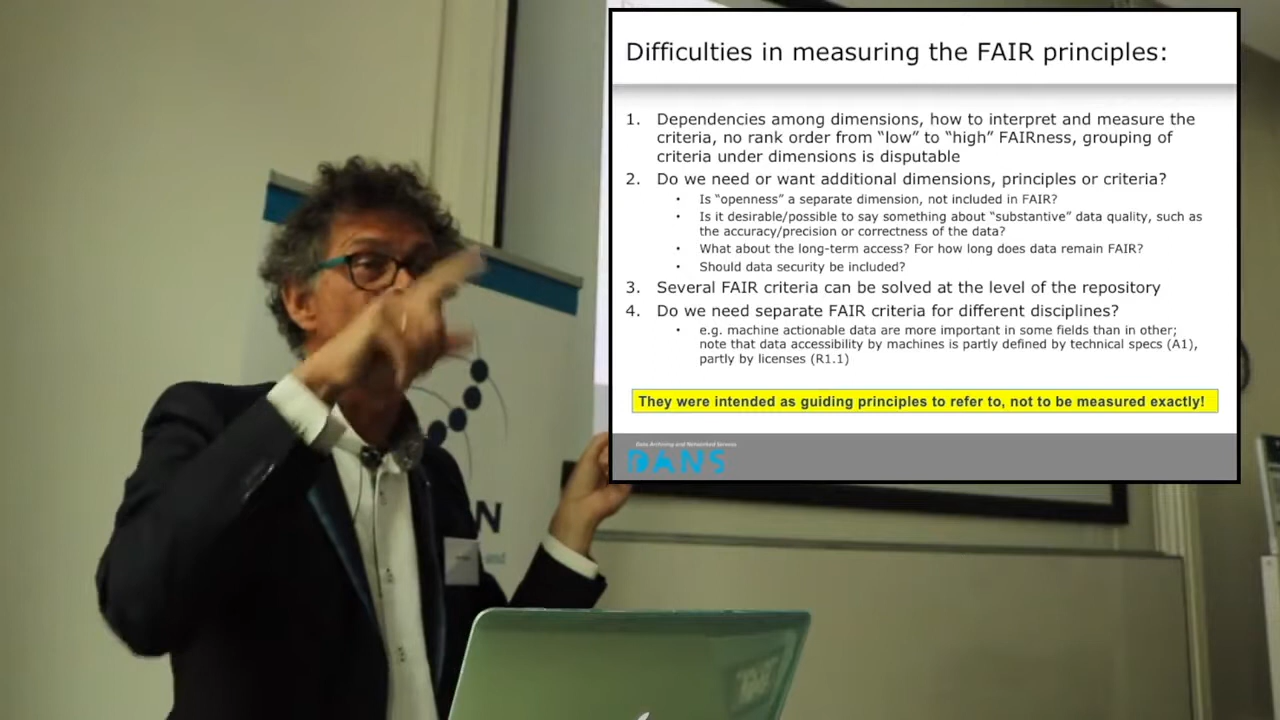 Difficulties in measuring the FAIR principles:
1. Dependencies among dimensions, how to interpret and measure the
criteria, no rank order from “low” to “high” FAIRness, grouping of
criteria under dimensions is disputable
2. Do we need or want additional dimensions, principles or criteria?
• Is “openness” a separate dimension, not included in FAIR?
• Is it desirable/possible to say something about “substantive” data quality, such as
the accuracy/precision or correctness of the data?
• What about the long-term access? For how long does data remain FAIR?
• Should data security be included?
3. Several FAIR criteria can be solved at the level of the repository
4. Do we need separate FAIR criteria for different disciplines?
• e.g. machine actionable data are more important in some fields than in other;
note that data accessibility by machines is partly defined by technical specs (A1),
partly by licenses (R1.1)
They were intended as guiding principles to refer to, not to be measured exactly!
Data Archiving and Networked Services
DANS
N